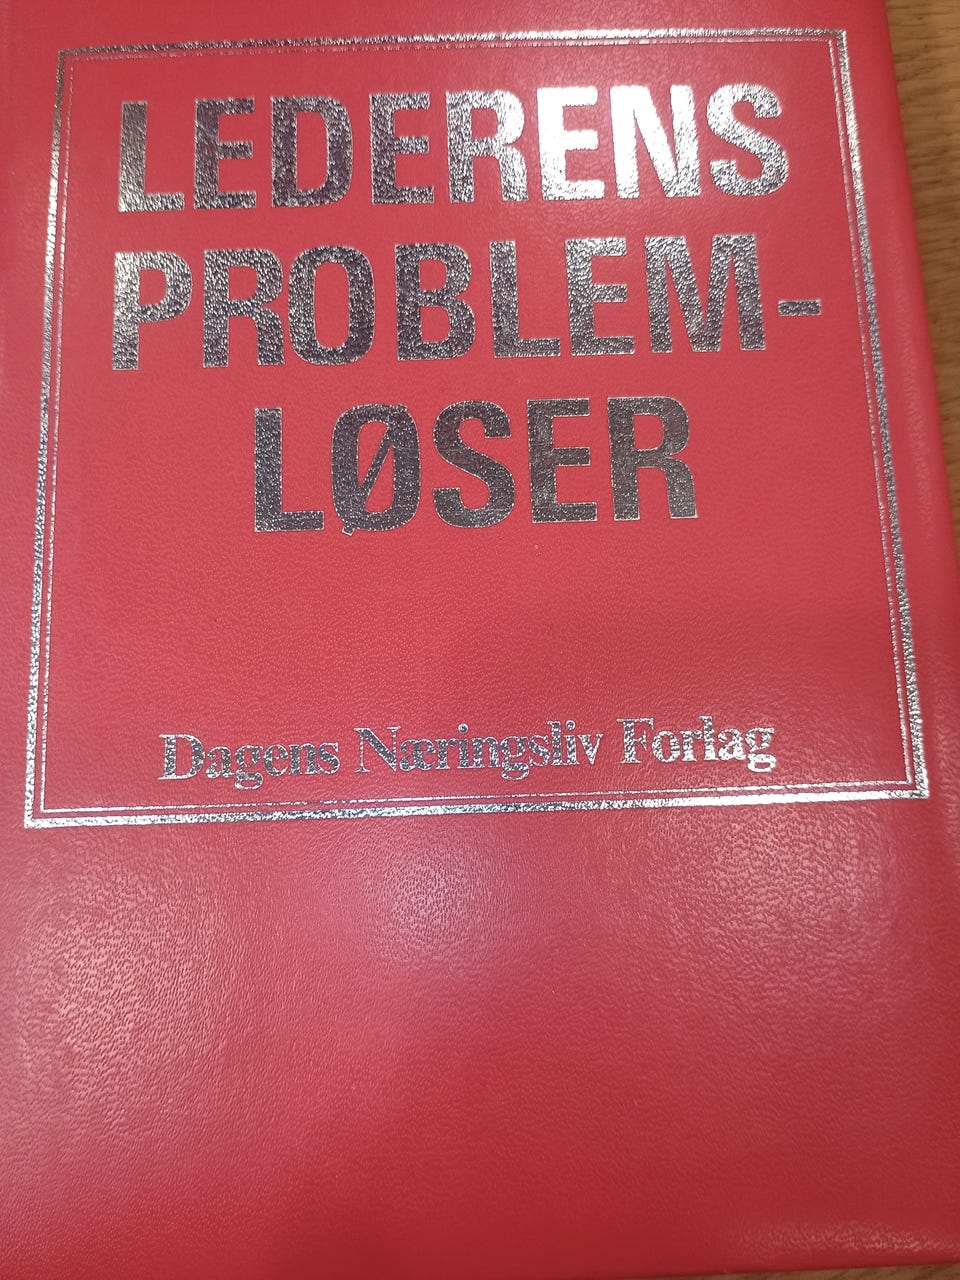 LEDERENS
PROBLEM-
LØSER
Dagens Næringsliv Forlag